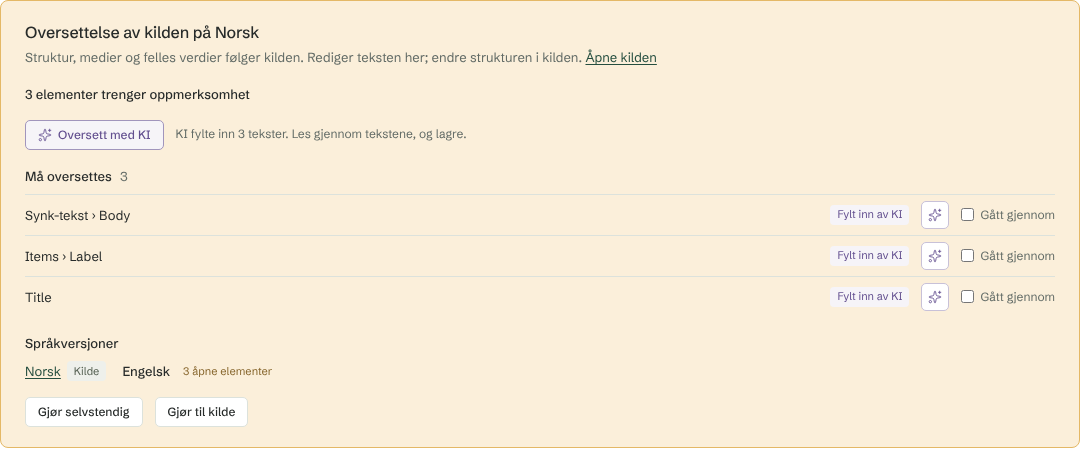 Oversettelse av kilden på Norsk
Struktur, medier og felles verdier følger kilden. Rediger teksten her; endre strukturen i kilden. Åpne kilden
3 elementer trenger oppmerksomhet
Oversett med KI KI fylte inn 3 tekster. Les gjennom tekstene, og lagre.
Må oversettes 3
Synk-tekst › Body Fylt inn av KI Gått gjennom
Items › Label Fylt inn av KI Gått gjennom
Title Fylt inn av KI Gått gjennom
Språkversjoner
Norsk Kilde Engelsk 3 åpne elementer
Gjør selvstendig Gjør til kilde